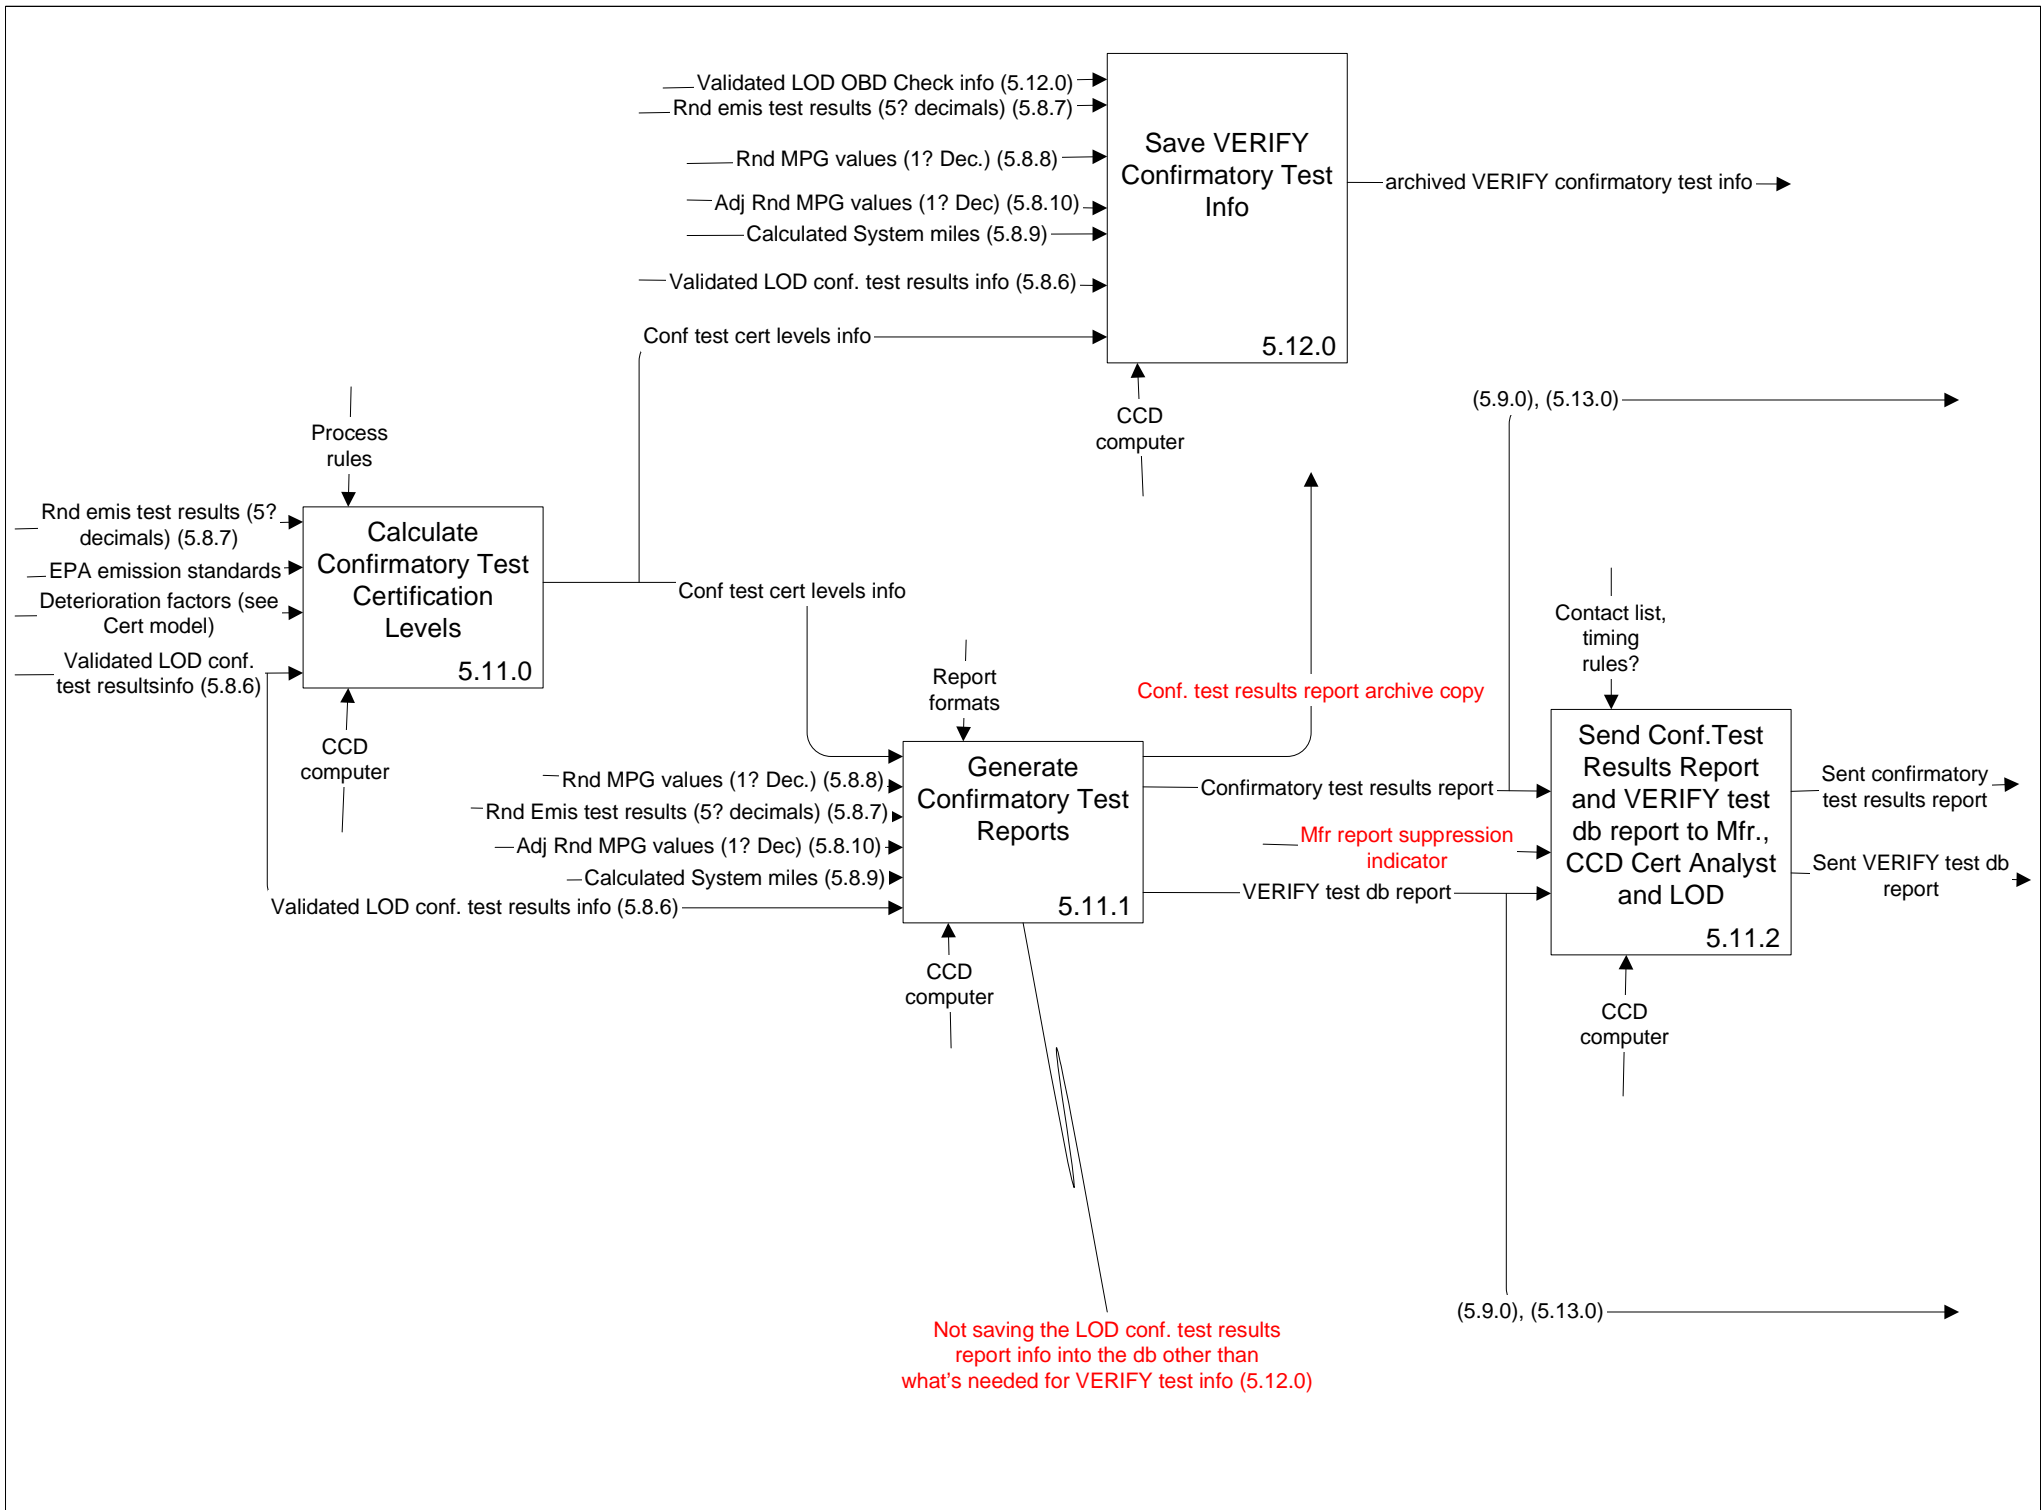 Validated LOD OBD Check info (5.12.0)
Rnd emis test results (5? decimals) (5.8.7)
Rnd MPG values (1? Dec.) (5.8.8)
Adj Rnd MPG values (1? Dec) (5.8.10)
Calculated System miles (5.8.9)
Validated LOD conf. test results info (5.8.6)
Conf test cert levels info
Save VERIFY
Confirmatory Test
Info
5.12.0
archived VERIFY confirmatory test info
CCD
computer
(5.9.0), (5.13.0)
Process
rules
Rnd emis test results (5?
decimals) (5.8.7)
EPA emission standards
Deterioration factors (see
Cert model)
Validated LOD conf.
test resultsinfo (5.8.6)
Calculate
Confirmatory Test
Certification
Levels
5.11.0
CCD
computer
Conf test cert levels info
Report
formats
Conf. test results report archive copy
Rnd MPG values (1? Dec.) (5.8.8)
Rnd Emis test results (5? decimals) (5.8.7)
Adj Rnd MPG values (1? Dec) (5.8.10)
Calculated System miles (5.8.9)
Validated LOD conf. test results info (5.8.6)
Generate
Confirmatory Test
Reports
5.11.1
CCD
computer
Confirmatory test results report
Mfr report suppression
indicator
VERIFY test db report
Contact list,
timing
rules?
Send Conf.Test
Results Report
and VERIFY test
db report to Mfr.,
CCD Cert Analyst
and LOD
5.11.2
Sent confirmatory
test results report
Sent VERIFY test db
report
CCD
computer
(5.9.0), (5.13.0)
Not saving the LOD conf. test results
report info into the db other than
what's needed for VERIFY test info (5.12.0)